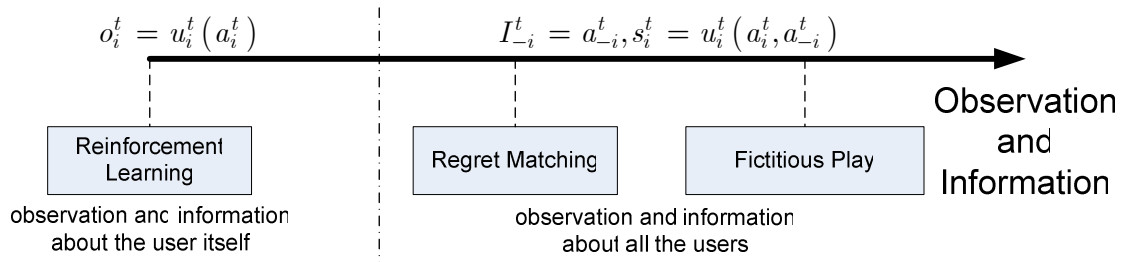 o_i^t = u_i^t(a_i^t)
I_{-i}^t = a_{-i}^t, s_i^t = u_i^t(a_i^t, a_{-i}^t)
Observation
and
Information
Reinforcement
Learning
Regret Matching
Fictitious Play
observation and information
about the user itself
observation and information
about all the users